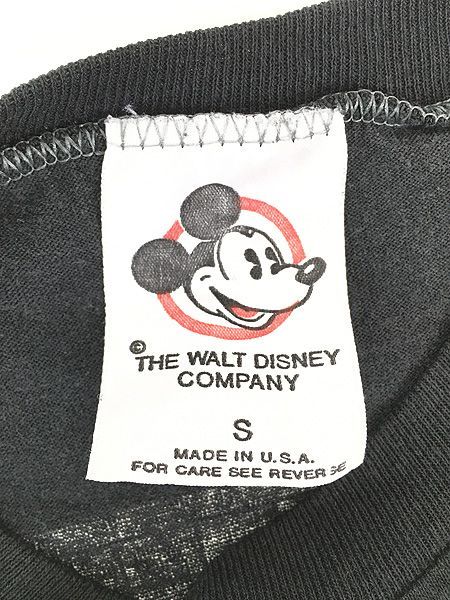 ©
THE WALT DISNEY
COMPANY
S
MADE IN U.S.A.
FOR CARE SEE REVERSE